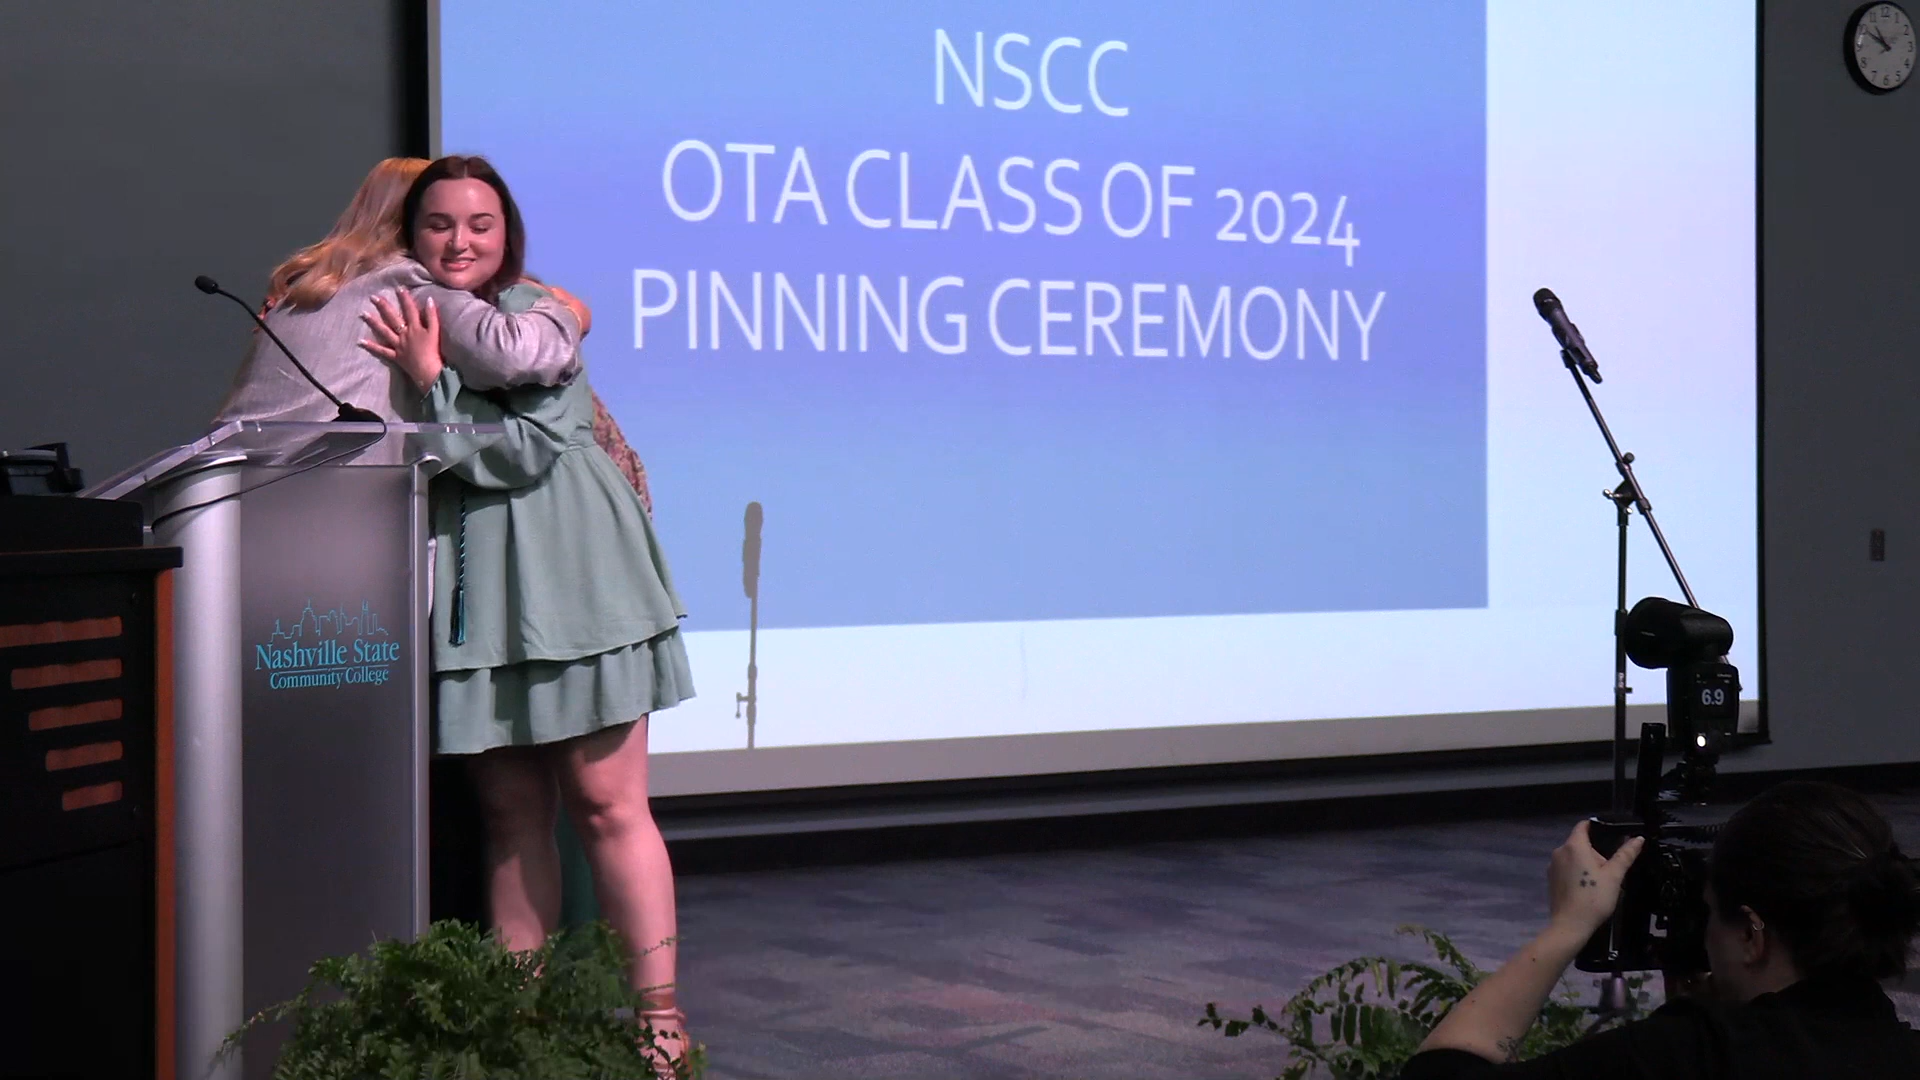 NSCC
OTA CLASS OF 2024
PINNING CEREMONY
Nashville State
Community College
6.9